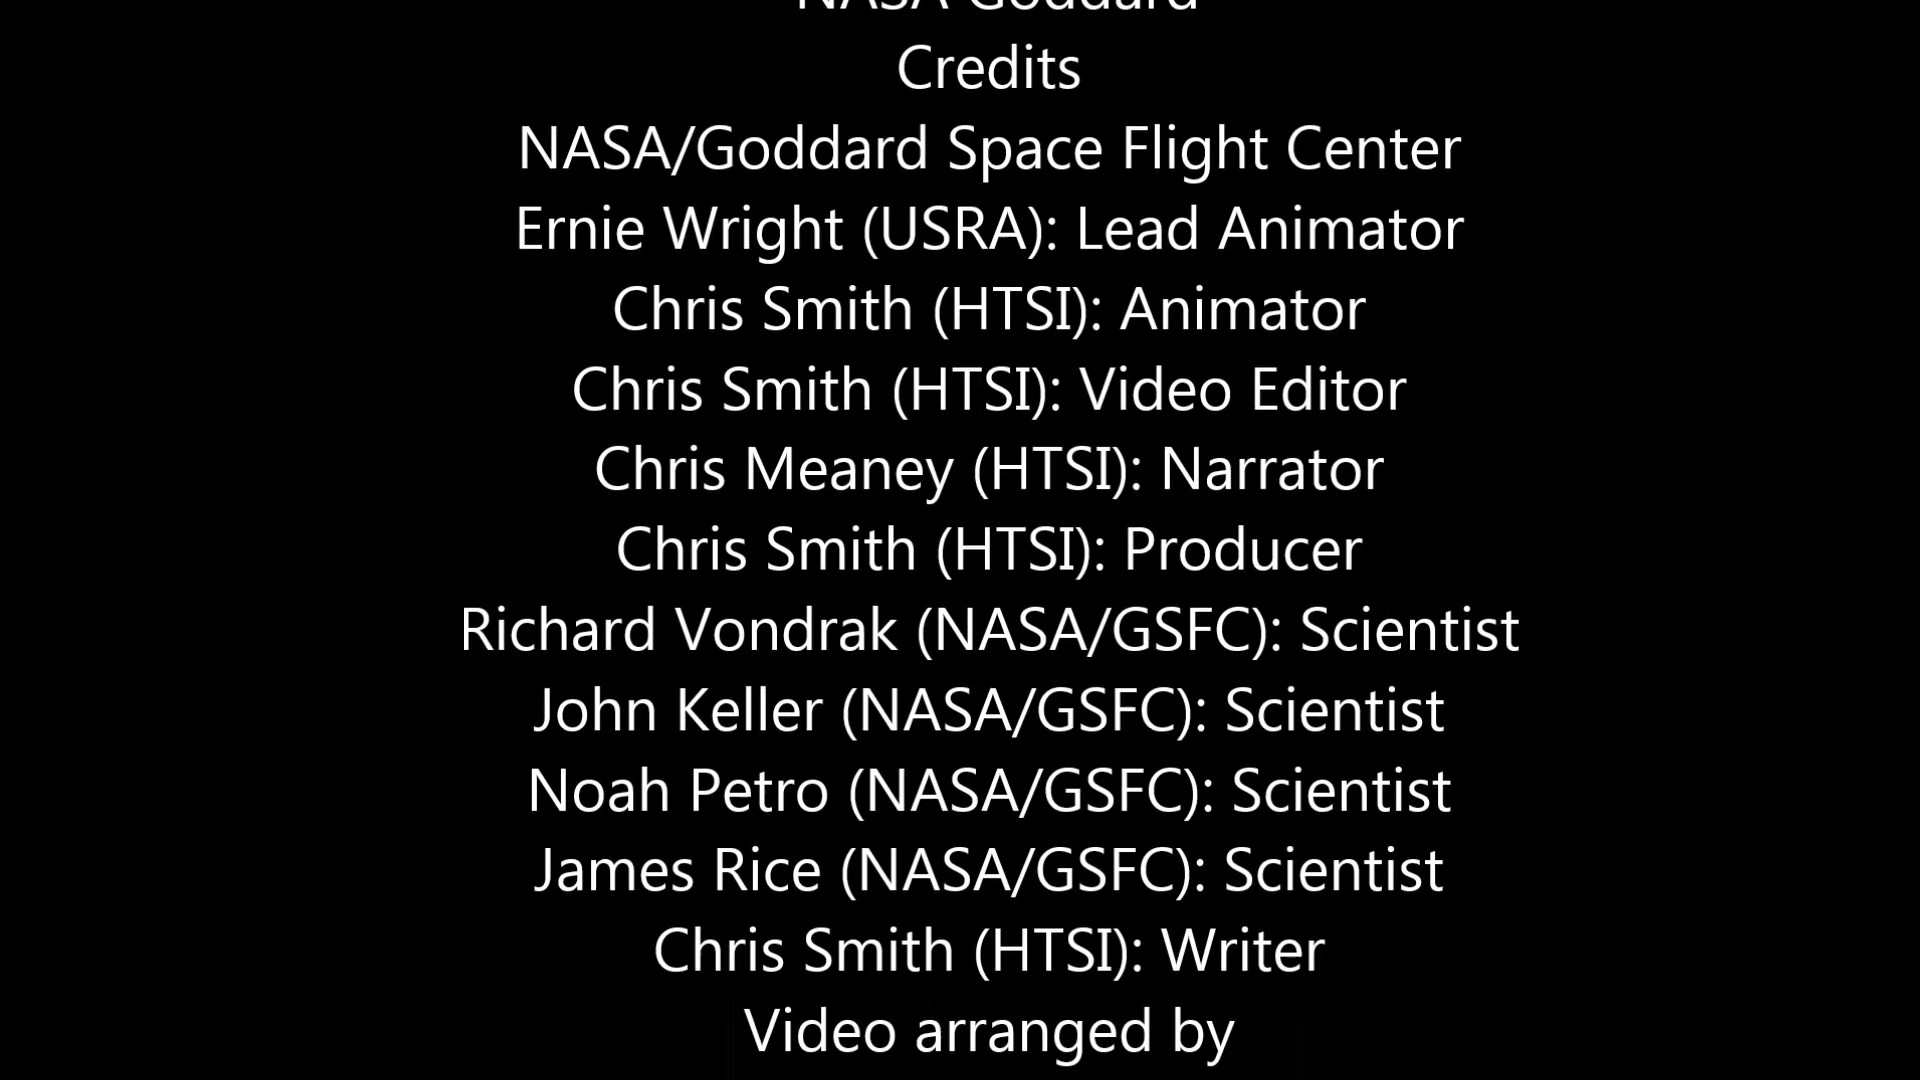 NASA Goddard
Credits
NASA/Goddard Space Flight Center
Ernie Wright (USRA): Lead Animator
Chris Smith (HTSI): Animator
Chris Smith (HTSI): Video Editor
Chris Meaney (HTSI): Narrator
Chris Smith (HTSI): Producer
Richard Vondrak (NASA/GSFC): Scientist
John Keller (NASA/GSFC): Scientist
Noah Petro (NASA/GSFC): Scientist
James Rice (NASA/GSFC): Scientist
Chris Smith (HTSI): Writer
Video arranged by